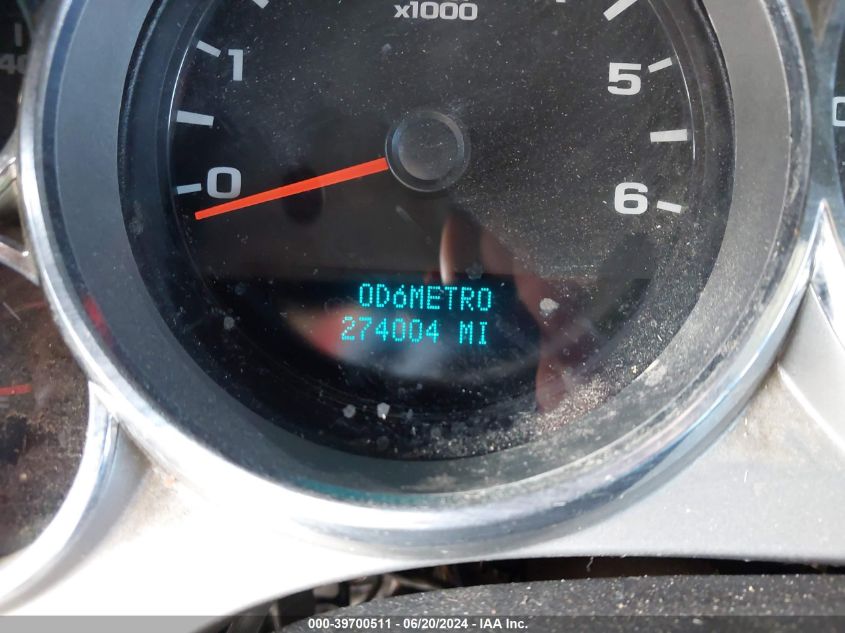 x1000
1
5
0
6
OD6METRO
274004 MI
000-39700511 - 06/20/2024 - IAA Inc.